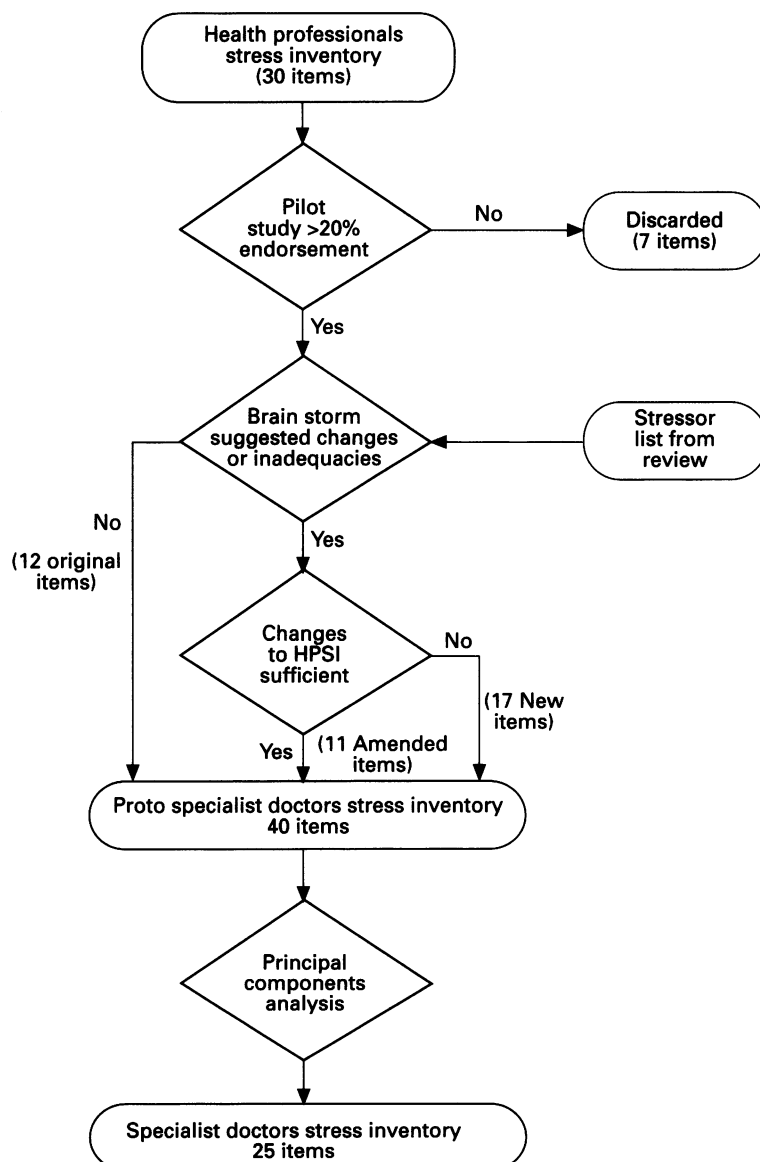 Health professionals
stress inventory
(30 items)
Pilot
study >20%
endorsement
No
Discarded
(7 items)
Yes
Brain storm
suggested changes
or inadequacies
Stressor
list from
review
No
(12 original
items)
Yes
Changes
to HPSI
sufficient
No
(17 New
items)
Yes
(11 Amended
items)
Proto specialist doctors stress inventory
40 items
Principal
components
analysis
Specialist doctors stress inventory
25 items